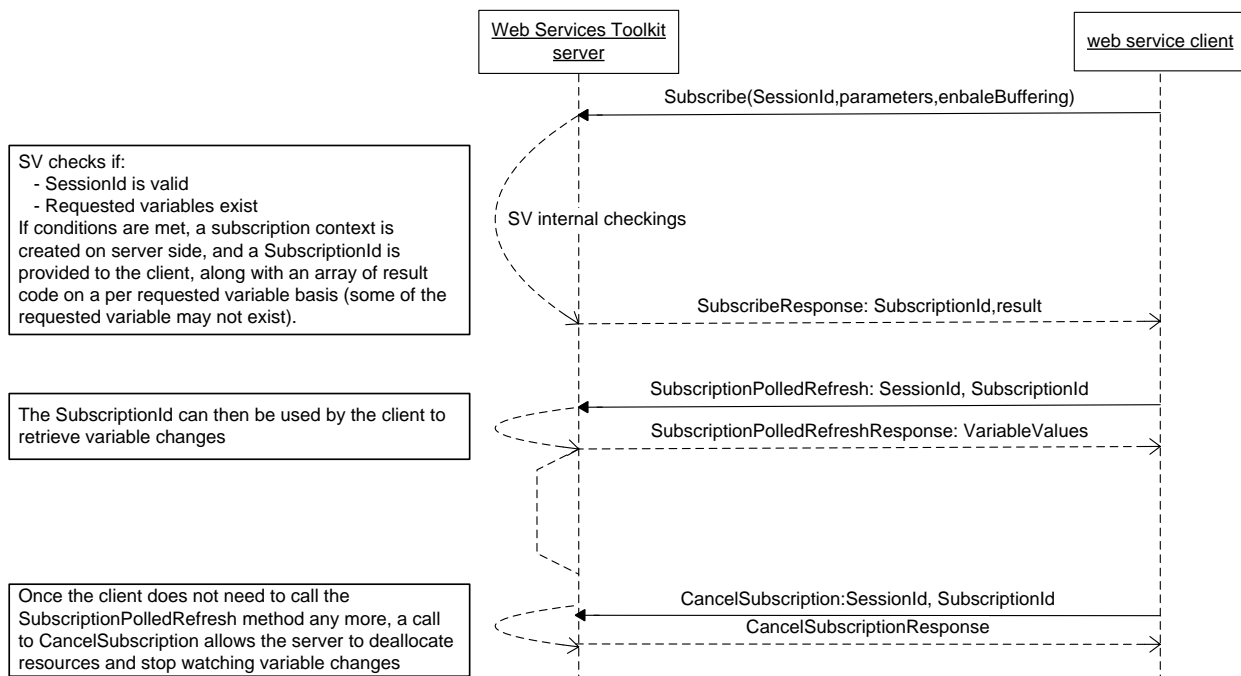 Web Services Toolkit
server
web service client
Subscribe(SessionId,parameters,enbaleBuffering)
SV checks if:
- SessionId is valid
- Requested variables exist
If conditions are met, a subscription context is
created on server side, and a SubscriptionId is
provided to the client, along with an array of result
code on a per requested variable basis (some of the
requested variable may not exist).
SV internal checkings
SubscribeResponse: SubscriptionId,result
SubscriptionPolledRefresh: SessionId, SubscriptionId
The SubscriptionId can then be used by the client to
retrieve variable changes
SubscriptionPolledRefreshResponse: VariableValues
Once the client does not need to call the
SubscriptionPolledRefresh method any more, a call
to CancelSubscription allows the server to deallocate
resources and stop watching variable changes
CancelSubscription:SessionId, SubscriptionId
CancelSubscriptionResponse